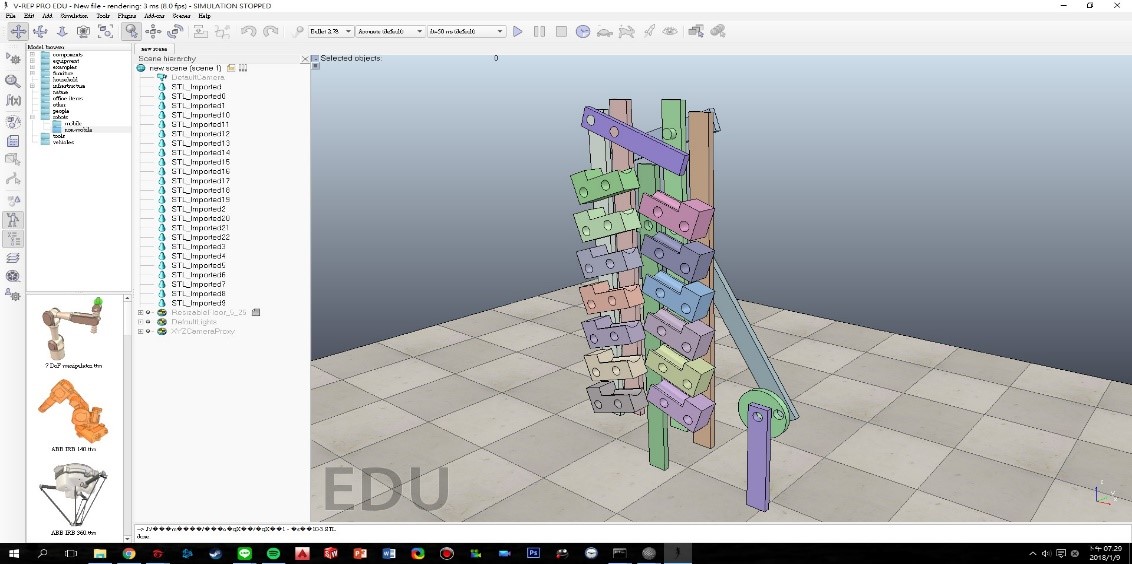 V-REP PRO EDU - New file - rendering: 3 ms (8.0 fps) - SIMULATION STOPPED
File Edit Add Simulation Tools Plugins Add-ons Scenes Help
Bullet 2.78 Accurate (default) dt=50 ms (default)
new scene
Model browser
components
equipment
examples
furniture
household
infrastructure
nature
office items
other
people
robots
mobile
non-mobile
tools
vehicles
7 DoF manipulator.ttm
ABB IRB 140.ttm
ABB IRB 360.ttm
Scene hierarchy
new scene (scene 1)
DefaultCamera
STL_Imported
STL_Imported0
STL_Imported1
STL_Imported10
STL_Imported11
STL_Imported12
STL_Imported13
STL_Imported14
STL_Imported15
STL_Imported16
STL_Imported17
STL_Imported18
STL_Imported19
STL_Imported2
STL_Imported20
STL_Imported21
STL_Imported22
STL_Imported3
STL_Imported4
STL_Imported5
STL_Imported6
STL_Imported7
STL_Imported8
STL_Imported9
ResizableFloor_5_25
DefaultLights
XYZCameraProxy
Selected objects: 0
EDU
done.
下午 07:29
2018/1/9